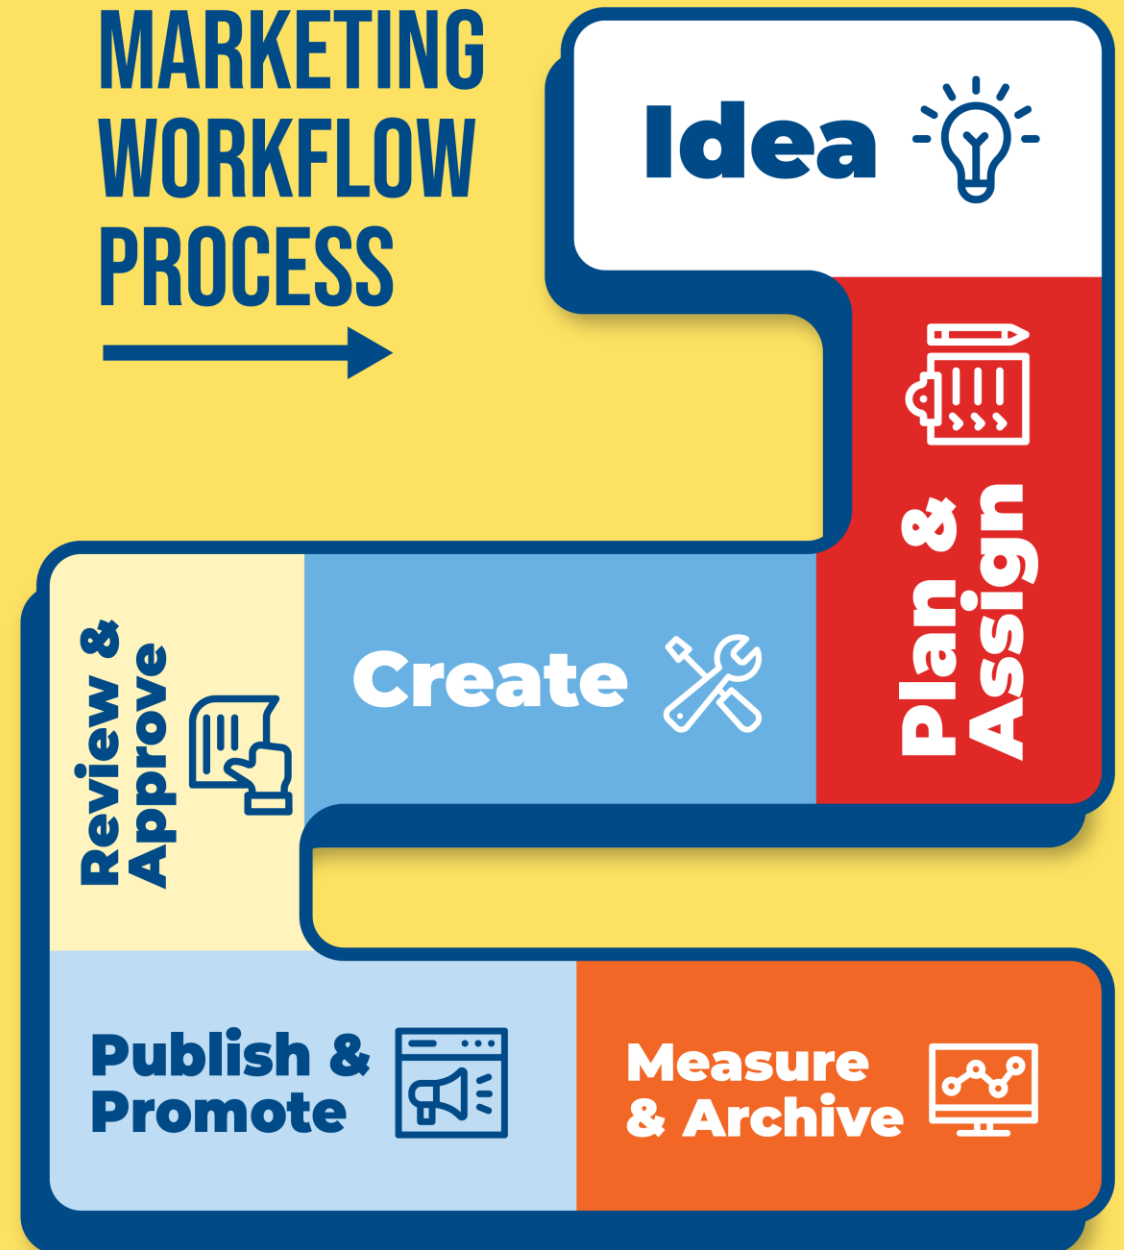 MARKETING
WORKFLOW
PROCESS
Idea
Plan &
Assign
Create
Review &
Approve
Publish &
Promote
Measure
& Archive